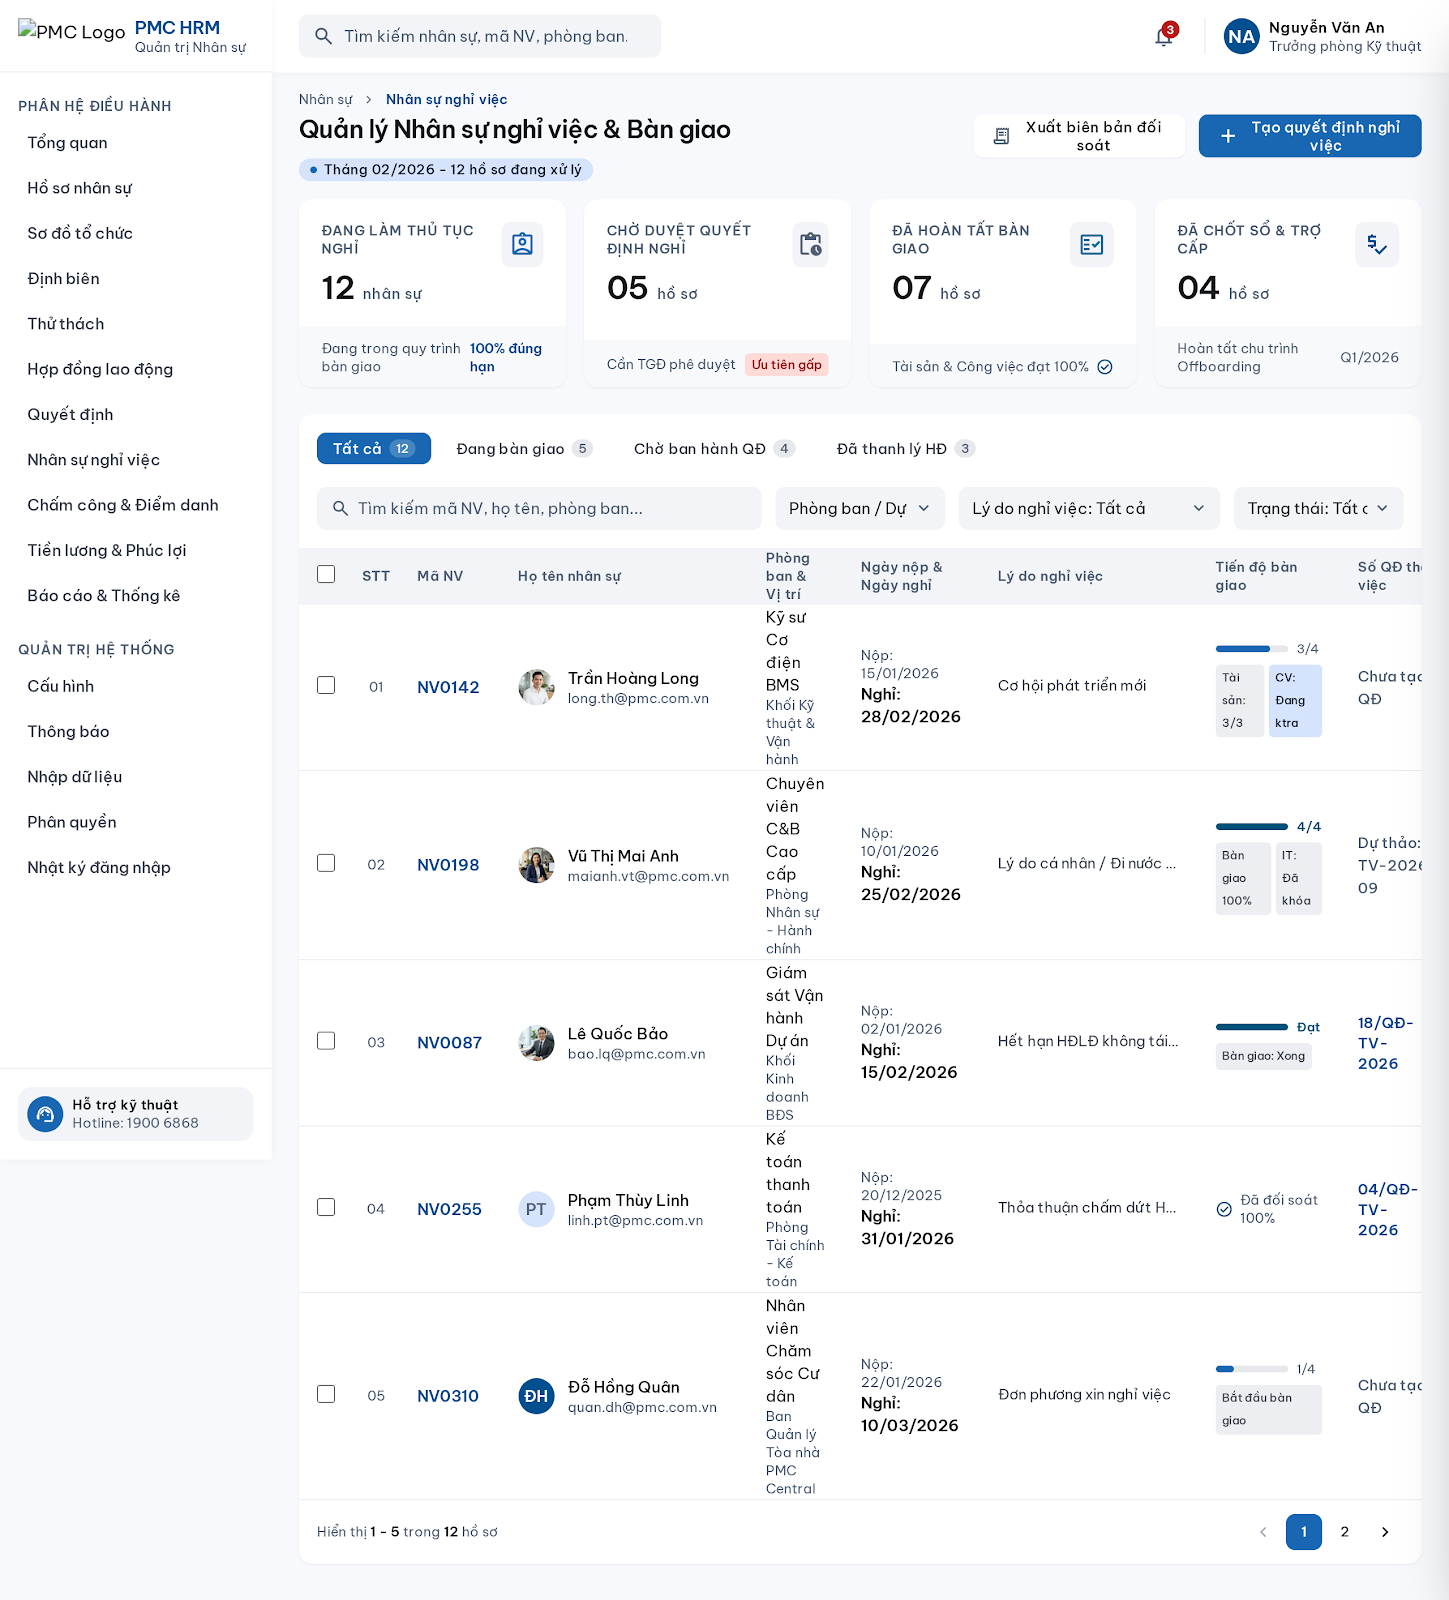 PMC Logo
PMC HRM
Quản trị Nhân sự
Tìm kiếm nhân sự, mã NV, phòng ban.
3
NA
Nguyễn Văn An
Trưởng phòng Kỹ thuật
PHÂN HỆ ĐIỀU HÀNH
Tổng quan
Hồ sơ nhân sự
Sơ đồ tổ chức
Định biên
Thử thách
Hợp đồng lao động
Quyết định
Nhân sự nghỉ việc
Chấm công & Điểm danh
Tiền lương & Phúc lợi
Báo cáo & Thống kê
QUẢN TRỊ HỆ THỐNG
Cấu hình
Thông báo
Nhập dữ liệu
Phân quyền
Nhật ký đăng nhập
Hỗ trợ kỹ thuật
Hotline: 1900 6868
Nhân sự
Nhân sự nghỉ việc
Quản lý Nhân sự nghỉ việc & Bàn giao
Tháng 02/2026 - 12 hồ sơ đang xử lý
Xuất biên bản đối
soát
Tạo quyết định nghỉ
việc
ĐANG LÀM THỦ TỤC
NGHỈ
12 nhân sự
Đang trong quy trình
bàn giao
100% đúng
hạn
CHỜ DUYỆT QUYẾT
ĐỊNH NGHỈ
05 hồ sơ
Cần TGĐ phê duyệt
Ưu tiên gấp
ĐÃ HOÀN TẤT BÀN
GIAO
07 hồ sơ
Tài sản & Công việc đạt 100%
ĐÃ CHỐT SỔ & TRỢ
CẤP
04 hồ sơ
Hoàn tất chu trình
Offboarding
Q1/2026
Tất cả 12
Đang bàn giao 5
Chờ ban hành QĐ 4
Đã thanh lý HĐ 3
Tìm kiếm mã NV, họ tên, phòng ban...
Phòng ban / Dự
Lý do nghỉ việc: Tất cả
Trạng thái: Tất c
STT
Mã NV
Họ tên nhân sự
Phòng
ban &
Vị trí
Ngày nộp &
Ngày nghỉ
Lý do nghỉ việc
Tiến độ bàn
giao
Số QĐ th
việc
01
NV0142
Trần Hoàng Long
long.th@pmc.com.vn
Kỹ sư
Cơ
điện
BMS
Khối Kỹ
thuật &
Vận
hành
Nộp:
15/01/2026
Nghỉ:
28/02/2026
Cơ hội phát triển mới
3/4
Tài
sản:
3/3
CV:
Đang
ktra
Chưa tạo
QĐ
02
NV0198
Vũ Thị Mai Anh
maianh.vt@pmc.com.vn
Chuyên
viên
C&B
Cao
cấp
Phòng
Nhân sự
- Hành
chính
Nộp:
10/01/2026
Nghỉ:
25/02/2026
Lý do cá nhân / Đi nước ...
4/4
Bàn
giao
100%
IT:
Đã
khóa
Dự thảo:
TV-2026
09
03
NV0087
Lê Quốc Bảo
bao.lq@pmc.com.vn
Giám
sát Vận
hành
Dự án
Khối
Kinh
doanh
BĐS
Nộp:
02/01/2026
Nghỉ:
15/02/2026
Hết hạn HĐLĐ không tái...
Đạt
Bàn giao: Xong
18/QĐ-
TV-
2026
04
NV0255
PT
Phạm Thùy Linh
linh.pt@pmc.com.vn
Kế
toán
thanh
toán
Phòng
Tài chính
- Kế
toán
Nộp:
20/12/2025
Nghỉ:
31/01/2026
Thỏa thuận chấm dứt H...
Đã đối soát
100%
04/QĐ-
TV-
2026
05
NV0310
ĐH
Đỗ Hồng Quân
quan.dh@pmc.com.vn
Nhân
viên
Chăm
sóc Cư
dân
Ban
Quản lý
Tòa nhà
PMC
Central
Nộp:
22/01/2026
Nghỉ:
10/03/2026
Đơn phương xin nghỉ việc
1/4
Bắt đầu bàn
giao
Chưa tạo
QĐ
Hiển thị 1 - 5 trong 12 hồ sơ
1
2